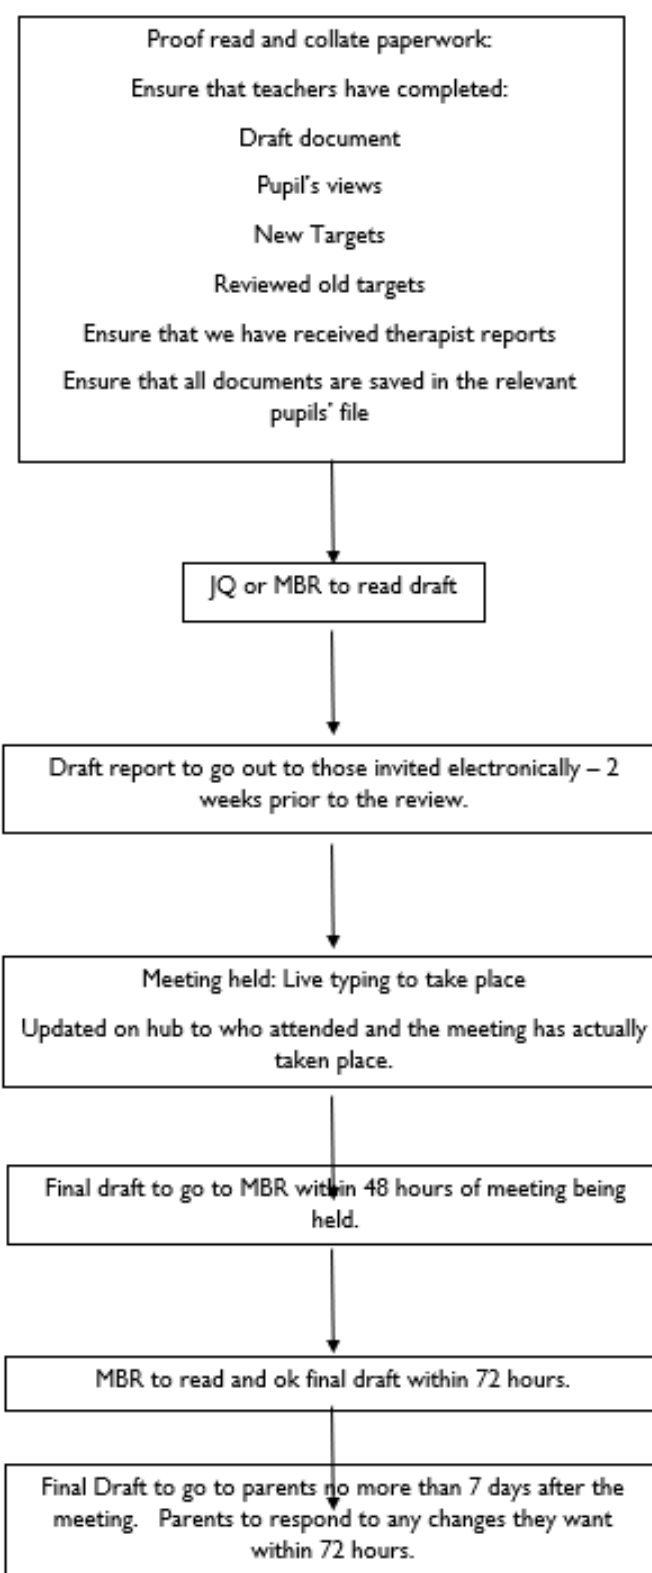 Proof read and collate paperwork:
Ensure that teachers have completed:
Draft document
Pupil's views
New Targets
Reviewed old targets
Ensure that we have received therapist reports
Ensure that all documents are saved in the relevant
pupils' file
JQ or MBR to read draft
Draft report to go out to those invited electronically – 2
weeks prior to the review.
Meeting held: Live typing to take place
Updated on hub to who attended and the meeting has actually
taken place.
Final draft to go to MBR within 48 hours of meeting being
held.
MBR to read and ok final draft within 72 hours.
Final Draft to go to parents no more than 7 days after the
meeting.   Parents to respond to any changes they want
within 72 hours.